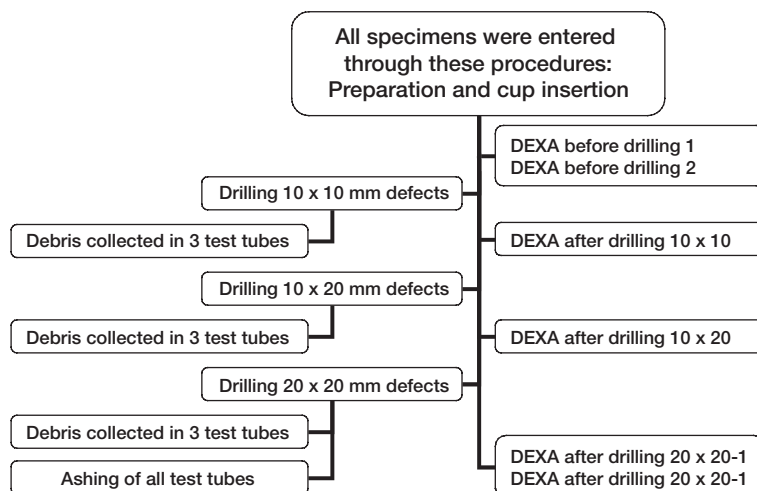 All specimens were entered
through these procedures:
Preparation and cup insertion
DEXA before drilling 1
DEXA before drilling 2
Drilling 10 x 10 mm defects
Debris collected in 3 test tubes
DEXA after drilling 10 x 10
Drilling 10 x 20 mm defects
Debris collected in 3 test tubes
DEXA after drilling 10 x 20
Drilling 20 x 20 mm defects
Debris collected in 3 test tubes
Ashing of all test tubes
DEXA after drilling 20 x 20-1
DEXA after drilling 20 x 20-1